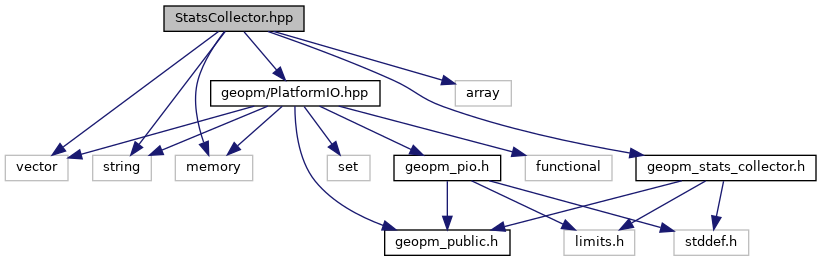 StatsCollector.hpp
geopm/PlatformIO.hpp
array
vector
string
memory
set
geopm_pio.h
functional
geopm_stats_collector.h
geopm_public.h
limits.h
stddef.h